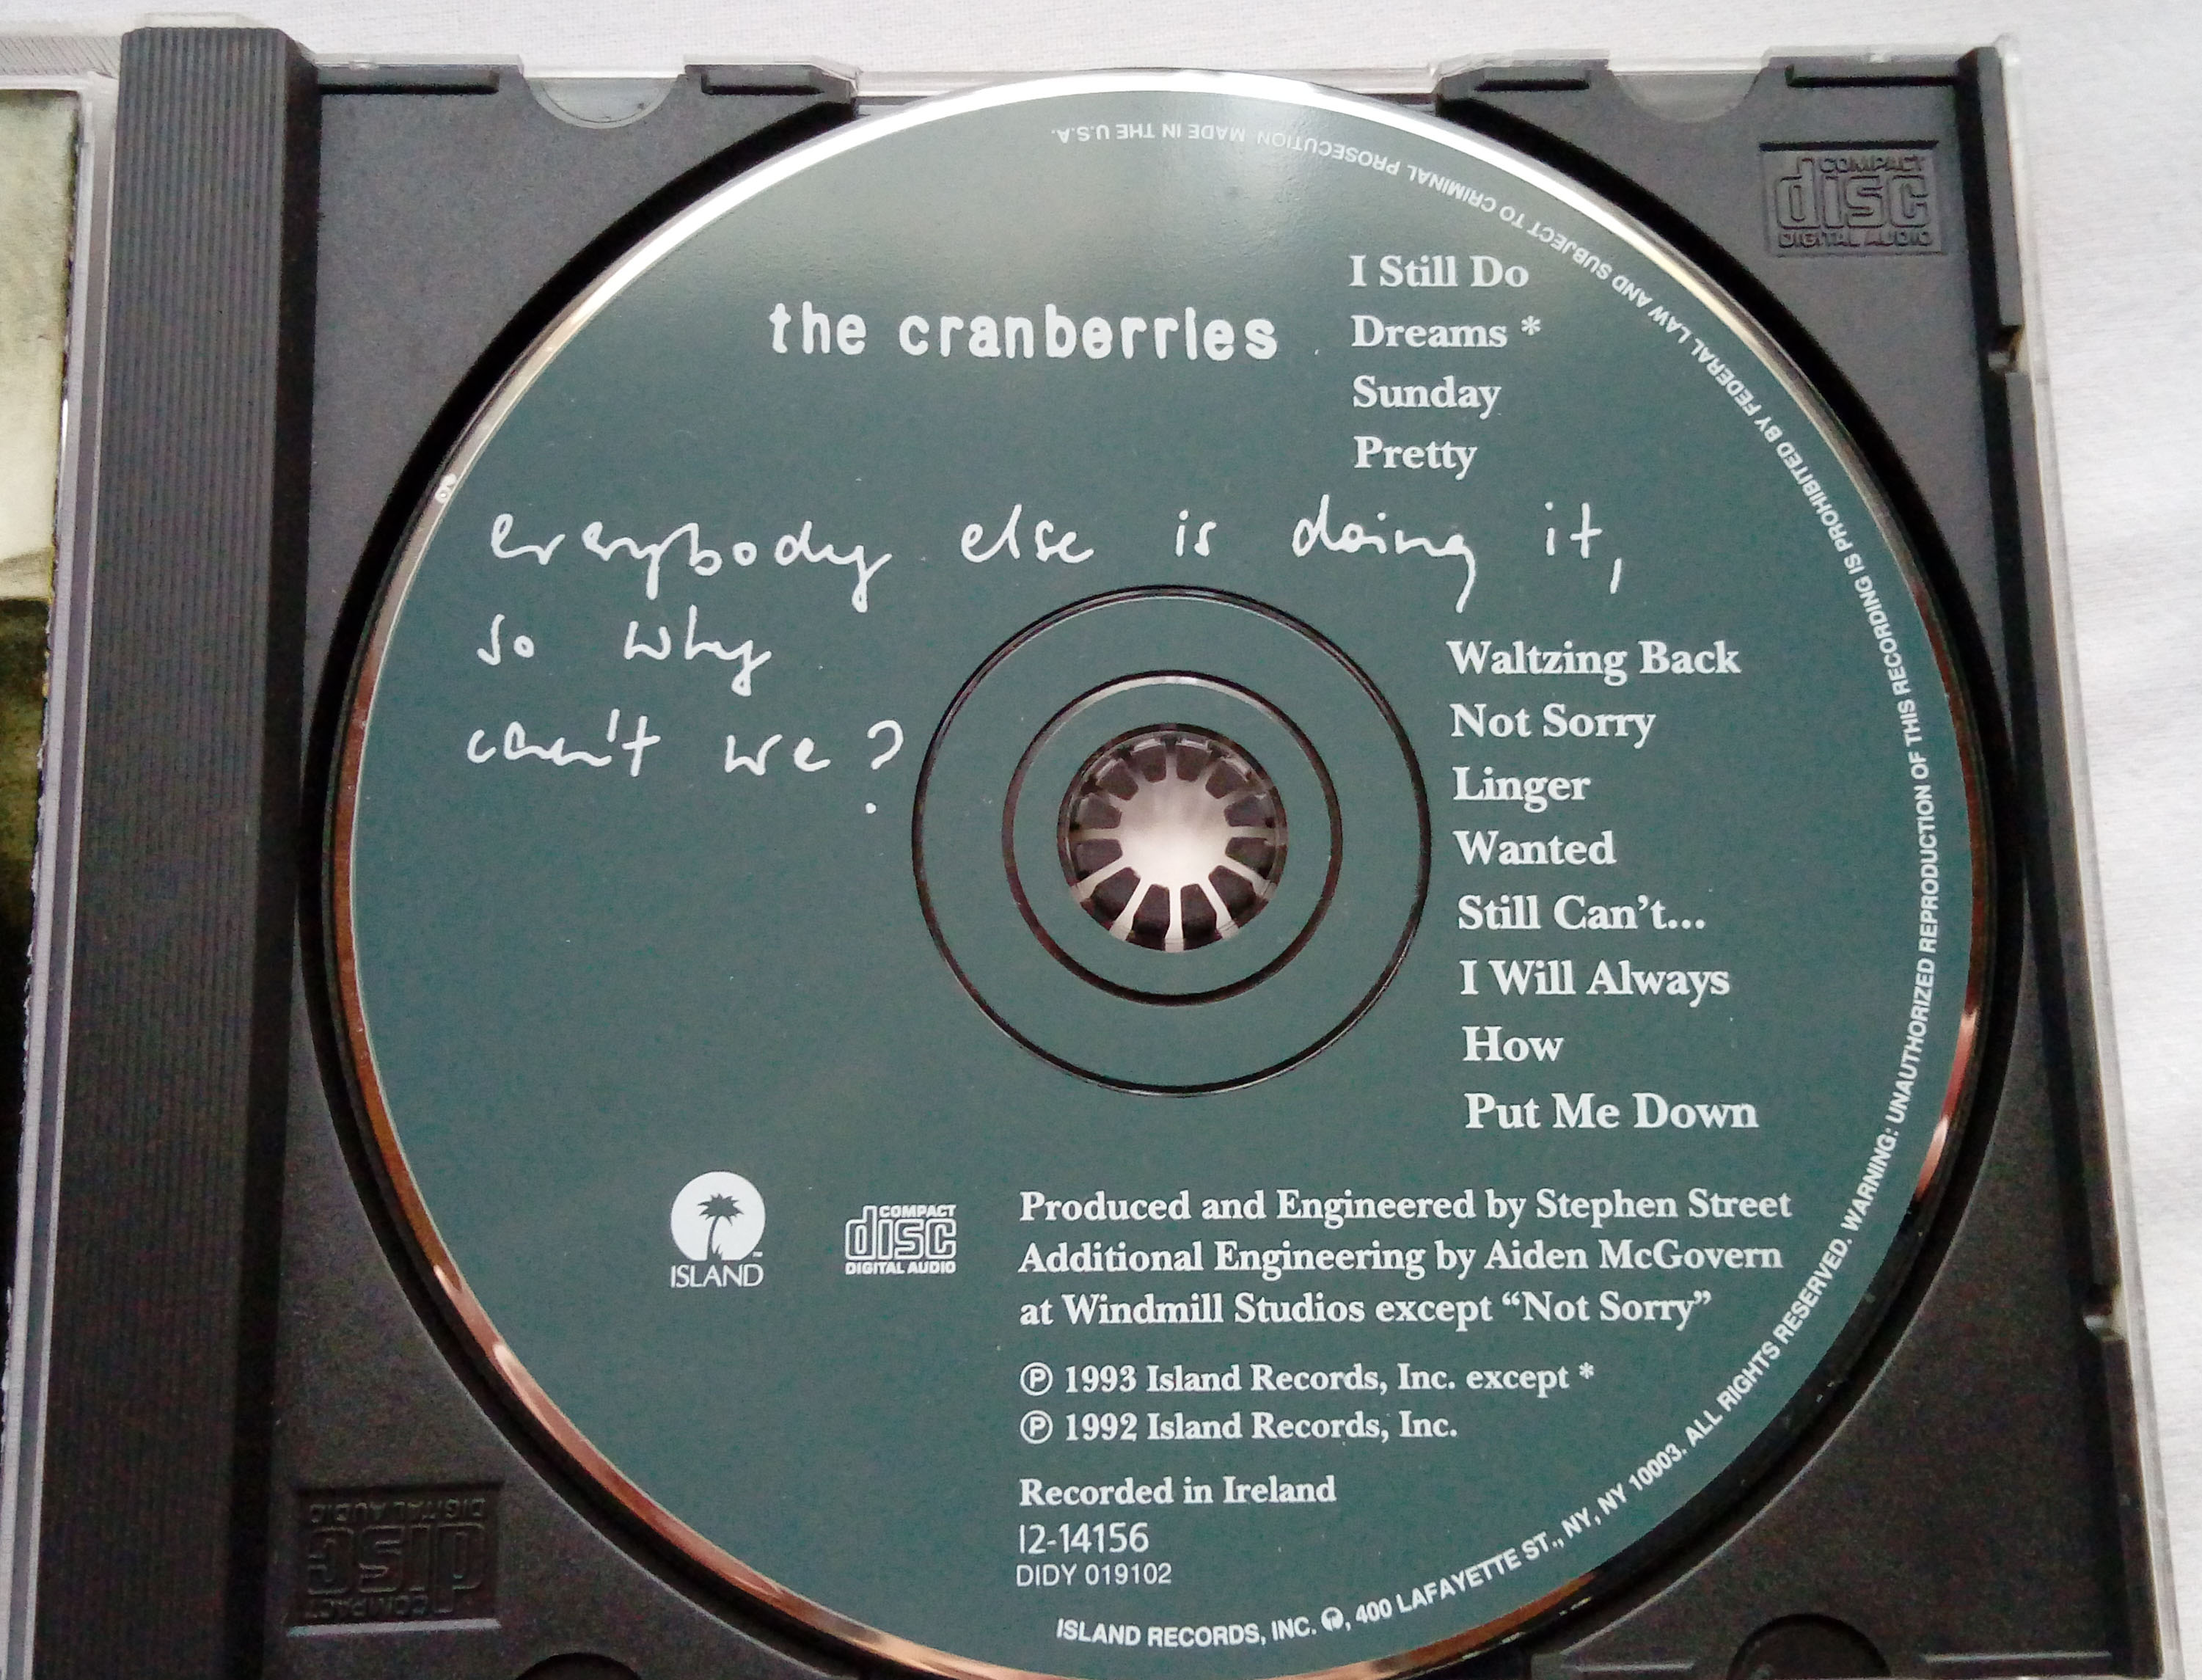 the cranberries
I Still Do
Dreams *
Sunday
Pretty
everybody else is doing it,
so why
can't we?
Waltzing Back
Not Sorry
Linger
Wanted
Still Can't...
I Will Always
How
Put Me Down
ISLAND
COMPACT
disc
DIGITAL AUDIO
Produced and Engineered by Stephen Street
Additional Engineering by Aiden McGovern
at Windmill Studios except “Not Sorry”
Ⓟ 1993 Island Records, Inc. except *
Ⓟ 1992 Island Records, Inc.
Recorded in Ireland
I2-14156
DIDY 019102
ISLAND RECORDS, INC., 400 LAFAYETTE ST., NY, NY 10003. ALL RIGHTS RESERVED. WARNING: UNAUTHORIZED REPRODUCTION OF THIS RECORDING IS PROHIBITED BY FEDERAL LAW AND SUBJECT TO CRIMINAL PROSECUTION MADE IN THE U.S.A.
COMPACT
disc
DIGITAL AUDIO
COMPACT
disc
DIGITAL AUDIO